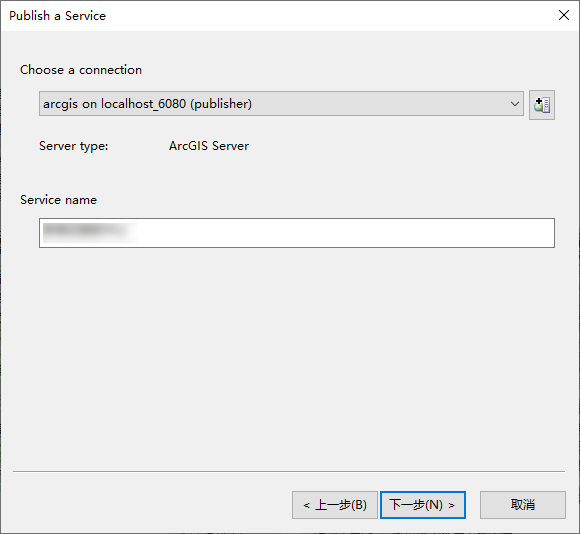 Publish a Service
Choose a connection
arcgis on localhost_6080 (publisher)
Server type: ArcGIS Server
Service name
< 上一步(B) 下一步(N) > 取消